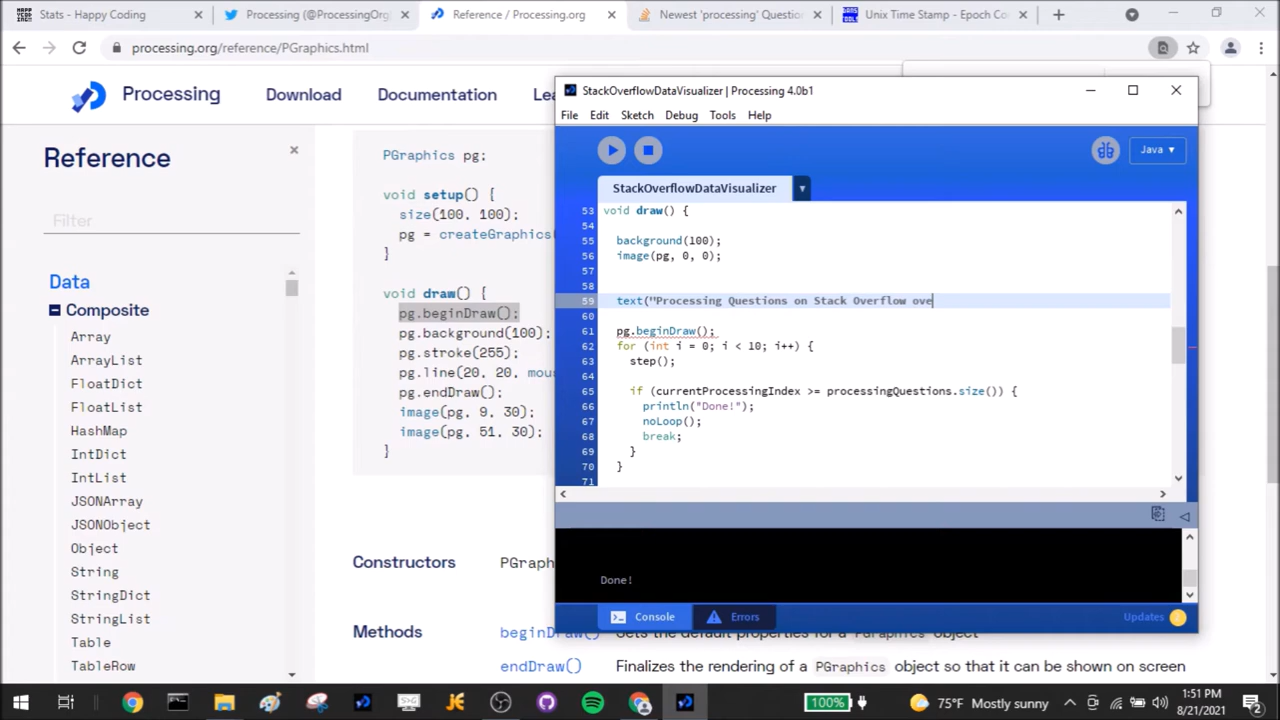 Stats - Happy Coding
Processing (@ProcessingOrg
Reference / Processing.org
Newest 'processing' Question
Unix Time Stamp - Epoch Co
processing.org/reference/PGraphics.html
Processing
Download
Documentation
Lea
StackOverflowDataVisualizer | Processing 4.0b1
File Edit Sketch Debug Tools Help
Java
StackOverflowDataVisualizer
Reference
Filter
Data
Composite
Array
ArrayList
FloatDict
FloatList
HashMap
IntDict
IntList
JSONArray
JSONObject
Object
String
StringDict
StringList
Table
TableRow
PGraphics pg;
void setup() {
size(100, 100);
pg = createGraphics(
}
void draw() {
pg.beginDraw();
pg.background(100);
pg.stroke(255);
pg.line(20, 20, mou
pg.endDraw();
image(pg, 9, 30);
image(pg, 51, 30);
}
Constructors
PGraph
Methods
beginDraw() Sets the default properties for a PGraphics object
endDraw() Finalizes the rendering of a PGraphics object so that it can be shown on screen
53 void draw() {
54
55 background(100);
56 image(pg, 0, 0);
57
58
59 text("Processing Questions on Stack Overflow ove
60
61 pg.beginDraw();
62 for (int i = 0; i < 10; i++) {
63 step();
64
65 if (currentProcessingIndex >= processingQuestions.size()) {
66 println("Done!");
67 noLoop();
68 break;
69 }
70 }
71
Done!
Console
Errors
Updates
100%
75°F Mostly sunny
1:51 PM
8/21/2021